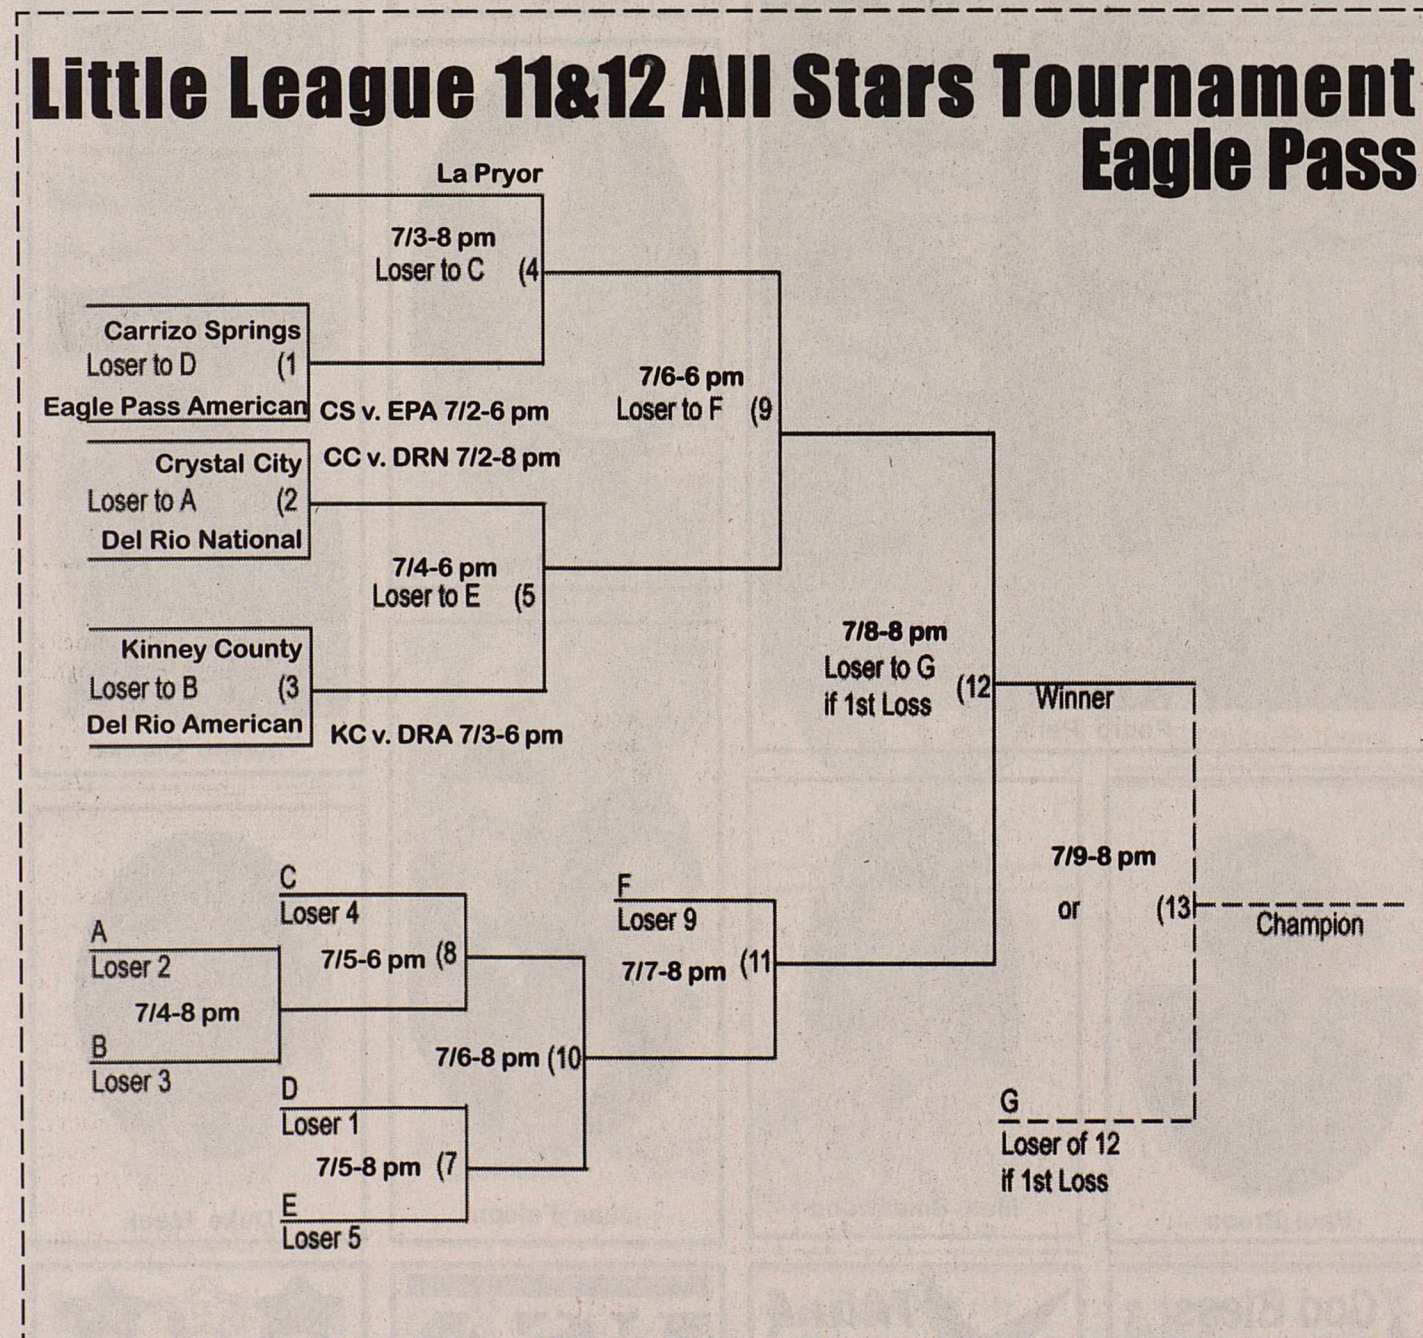 Little League 11&12 All Stars Tournament
Eagle Pass
La Pryor
7/3-8 pm
Loser to C (4
Carrizo Springs
Loser to D (1
Eagle Pass American
CS v. EPA 7/2-6 pm
Crystal City
CC v. DRN 7/2-8 pm
Loser to A (2
Del Rio National
7/4-6 pm
Loser to E (5
Kinney County
Loser to B (3
Del Rio American
KC v. DRA 7/3-6 pm
7/6-6 pm
Loser to F (9
7/8-8 pm
Loser to G (12
if 1st Loss
Winner
7/9-8 pm
or (13
Champion
A
Loser 2
7/4-8 pm
B
Loser 3
C
Loser 4
7/5-6 pm (8
7/6-8 pm (10
D
Loser 1
7/5-8 pm (7
E
Loser 5
F
Loser 9
7/7-8 pm (11
G
Loser of 12
if 1st Loss